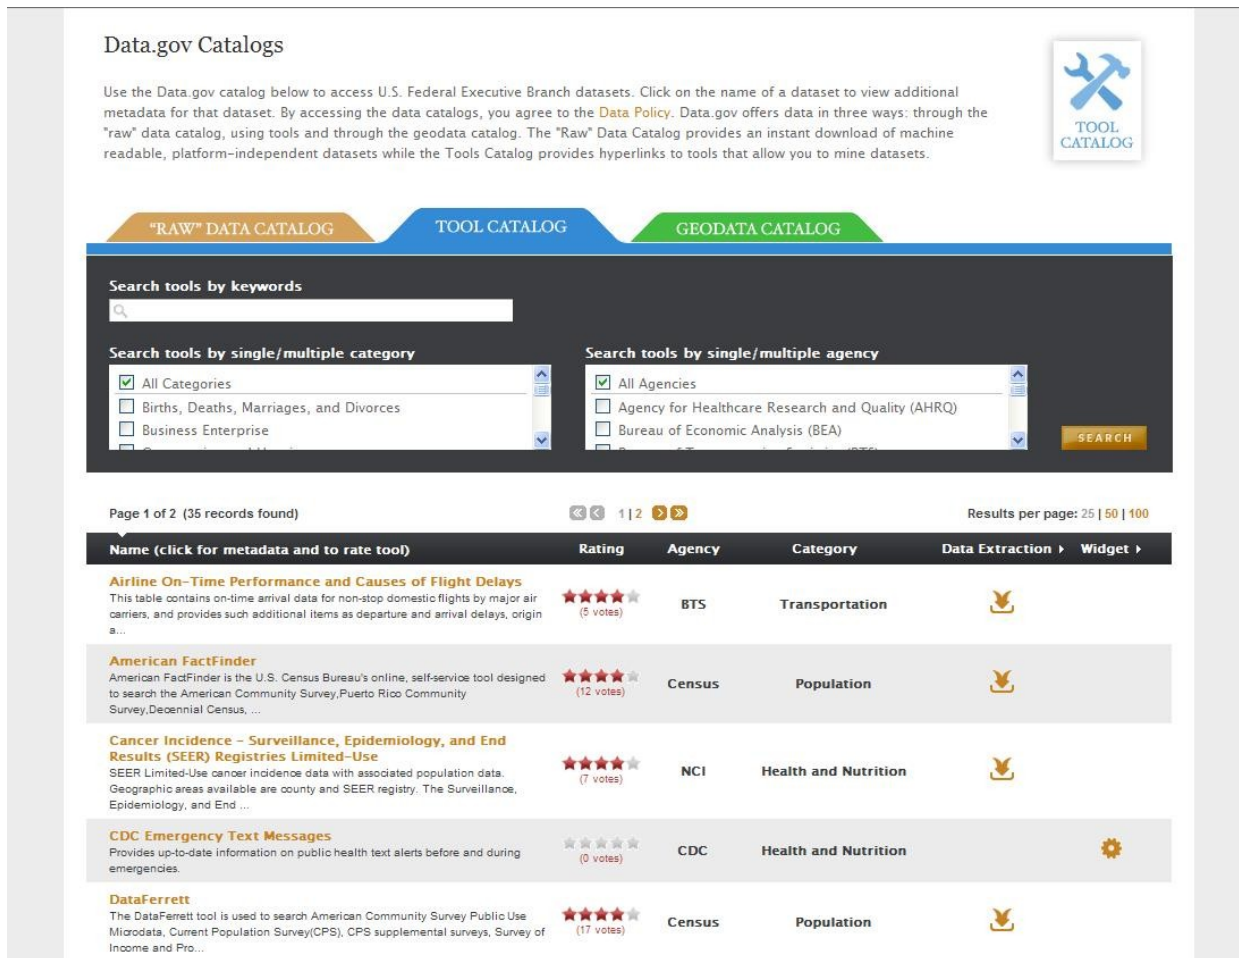 Data.gov Catalogs
Use the Data.gov catalog below to access U.S. Federal Executive Branch datasets. Click on the name of a dataset to view additional
metadata for that dataset. By accessing the data catalogs, you agree to the Data Policy. Data.gov offers data in three ways: through the
"raw" data catalog, using tools and through the geodata catalog. The "Raw" Data Catalog provides an instant download of machine
readable, platform-independent datasets while the Tools Catalog provides hyperlinks to tools that allow you to mine datasets.
TOOL
CATALOG
"RAW" DATA CATALOG TOOL CATALOG GEODATA CATALOG
Search tools by keywords
Search tools by single/multiple category
All Categories
Births, Deaths, Marriages, and Divorces
Business Enterprise
Search tools by single/multiple agency
All Agencies
Agency for Healthcare Research and Quality (AHRQ)
Bureau of Economic Analysis (BEA)
SEARCH
Page 1 of 2 (35 records found) 1 | 2 Results per page: 25 | 50 | 100
Name (click for metadata and to rate tool) Rating Agency Category Data Extraction Widget
Airline On-Time Performance and Causes of Flight Delays
This table contains on-time arrival data for non-stop domestic flights by major air
carriers, and provides such additional items as departure and arrival delays, origin
a...
(5 votes) BTS Transportation
American FactFinder
American FactFinder is the U.S. Census Bureau's online, self-service tool designed
to search the American Community Survey,Puerto Rico Community
Survey,Decennial Census, ...
(12 votes) Census Population
Cancer Incidence - Surveillance, Epidemiology, and End
Results (SEER) Registries Limited-Use
SEER Limited-Use cancer incidence data with associated population data.
Geographic areas available are county and SEER registry. The Surveillance,
Epidemiology, and End ...
(7 votes) NCI Health and Nutrition
CDC Emergency Text Messages
Provides up-to-date information on public health text alerts before and during
emergencies.
(0 votes) CDC Health and Nutrition
DataFerrett
The DataFerrett tool is used to search American Community Survey Public Use
Microdata, Current Population Survey(CPS), CPS supplemental surveys, Survey of
Income and Pro...
(17 votes) Census Population